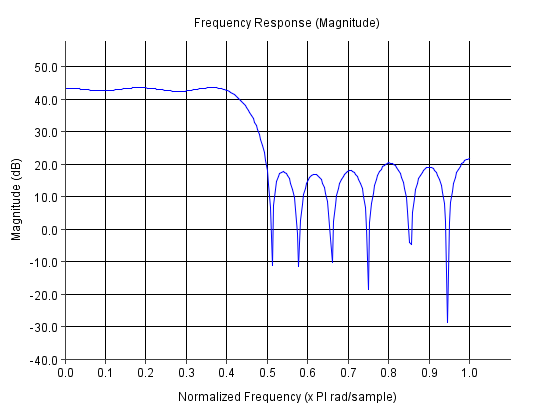 Frequency Response (Magnitude)
50.0
40.0
30.0
20.0
10.0
0.0
-10.0
-20.0
-30.0
-40.0
Magnitude (dB)
0.0 0.1 0.2 0.3 0.4 0.5 0.6 0.7 0.8 0.9 1.0
Normalized Frequency (x PI rad/sample)